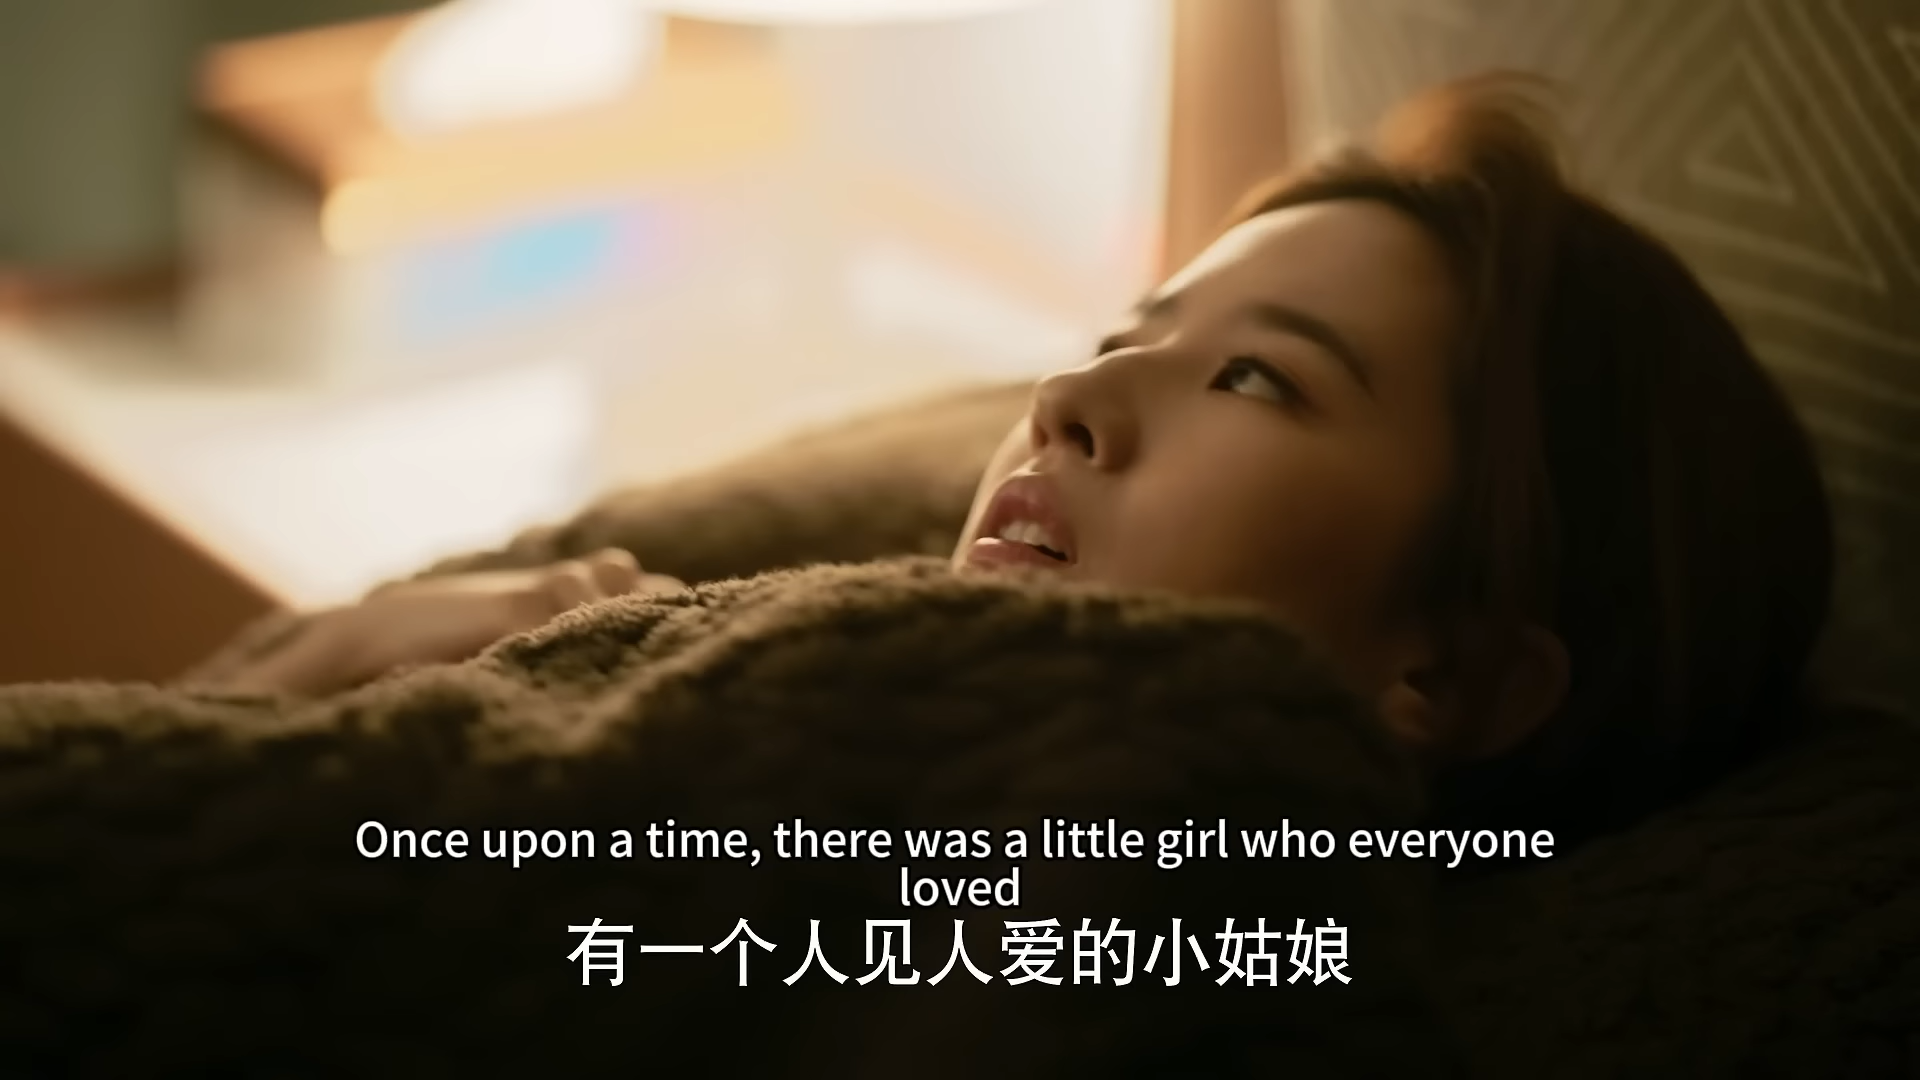 Once upon a time, there was a little girl who everyone
loved
有一个人见人爱的小姑娘